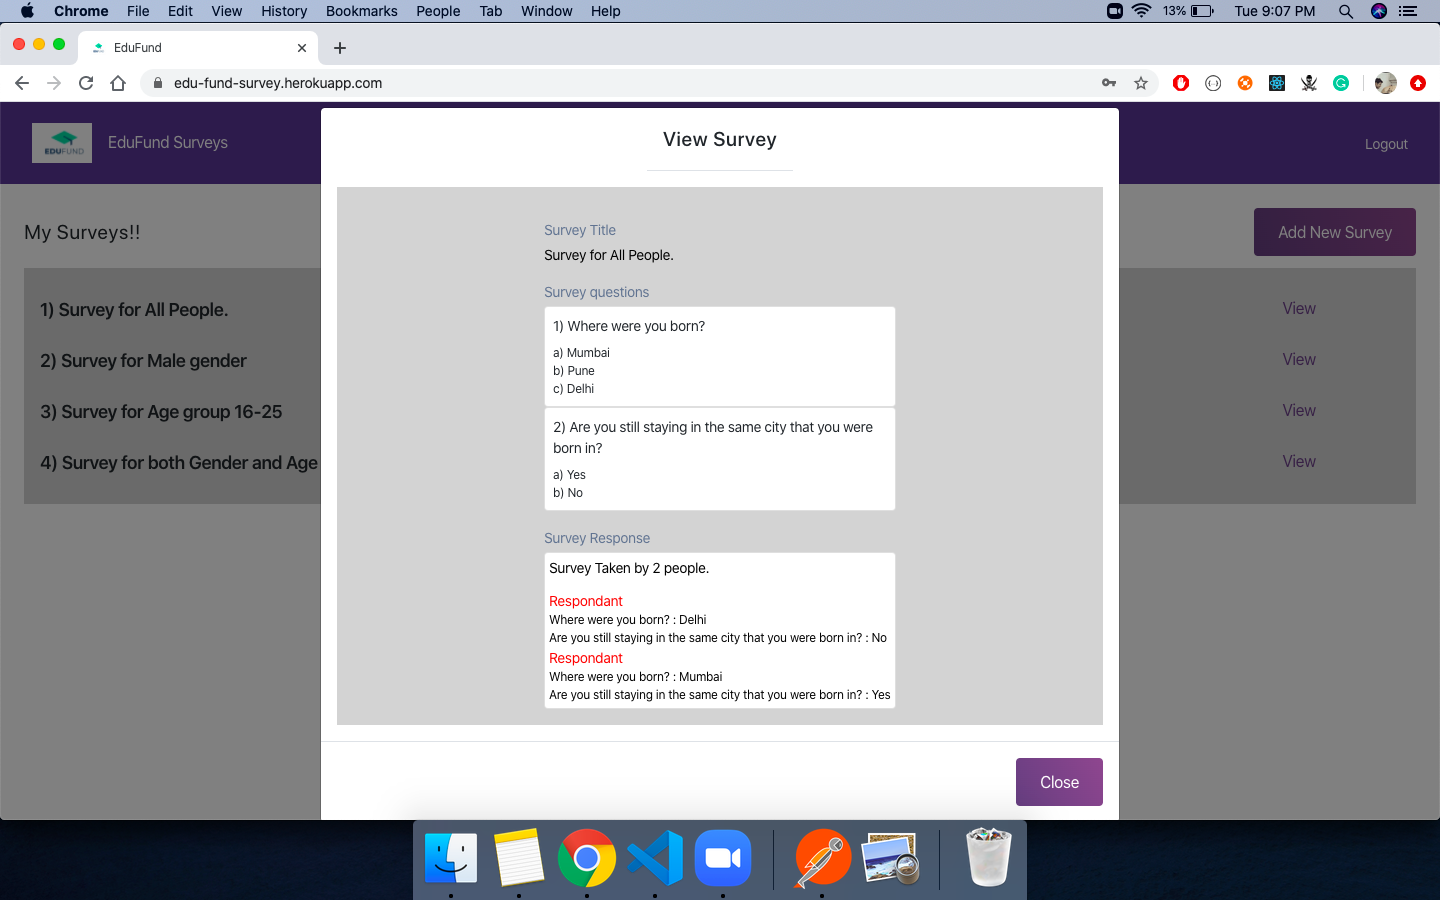 Chrome File Edit View History Bookmarks People Tab Window Help 13% Tue 9:07 PM
EduFund
edu-fund-survey.herokuapp.com
EDUFUND
EduFund Surveys
Logout
View Survey
My Surveys!!
Add New Survey
1) Survey for All People.
View
2) Survey for Male gender
View
3) Survey for Age group 16-25
View
4) Survey for both Gender and Age
View
Survey Title
Survey for All People.
Survey questions
1) Where were you born?
a) Mumbai
b) Pune
c) Delhi
2) Are you still staying in the same city that you were
born in?
a) Yes
b) No
Survey Response
Survey Taken by 2 people.
Respondant
Where were you born? : Delhi
Are you still staying in the same city that you were born in? : No
Respondant
Where were you born? : Mumbai
Are you still staying in the same city that you were born in? : Yes
Close